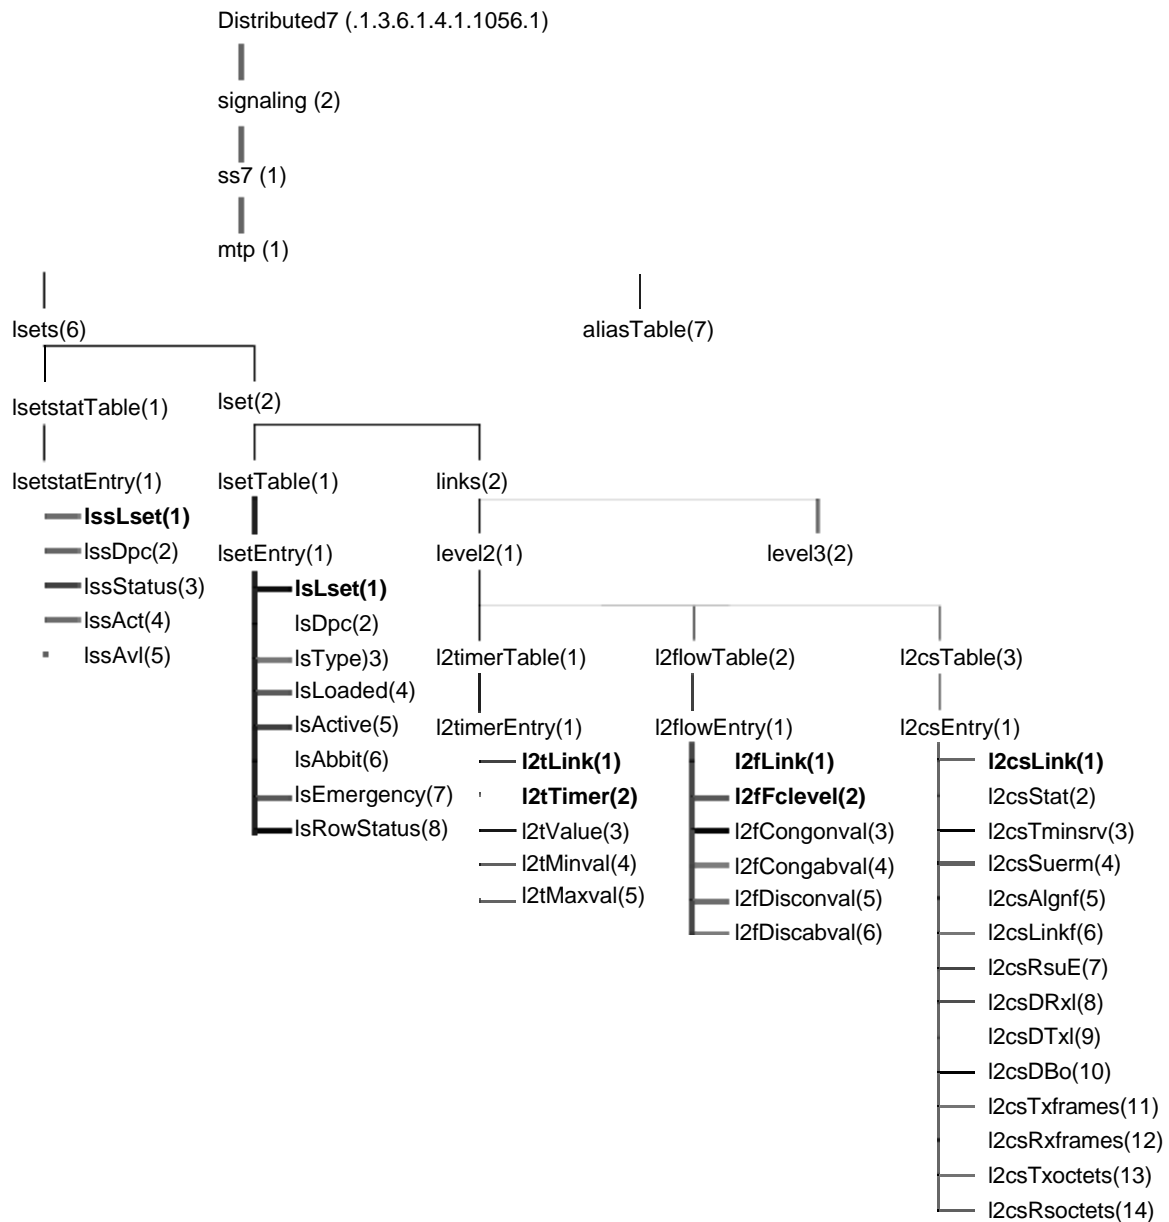 Distributed7 (.1.3.6.1.4.1.1056.1)
signaling (2)
ss7 (1)
mtp (1)
lsets(6)
aliasTable(7)
lsetstatTable(1)
lset(2)
lsetstatEntry(1)
lsetTable(1)
links(2)
lssLset(1)
lssDpc(2)
lssStatus(3)
lssAct(4)
lssAvl(5)
lsetEntry(1)
level2(1)
level3(2)
lsLset(1)
lsDpc(2)
lsType)3)
lsLoaded(4)
lsActive(5)
lsAbbit(6)
lsEmergency(7)
lsRowStatus(8)
l2timerTable(1)
l2flowTable(2)
l2csTable(3)
l2timerEntry(1)
l2flowEntry(1)
l2csEntry(1)
l2tLink(1)
l2tTimer(2)
l2tValue(3)
l2tMinval(4)
l2tMaxval(5)
l2fLink(1)
l2fFclevel(2)
l2fCongonval(3)
l2fCongabval(4)
l2fDisconval(5)
l2fDiscabval(6)
l2csLink(1)
l2csStat(2)
l2csTminsrv(3)
l2csSuerm(4)
l2csAlgnf(5)
l2csLinkf(6)
l2csRsuE(7)
l2csDRxl(8)
l2csDTxl(9)
l2csDBo(10)
l2csTxframes(11)
l2csRxframes(12)
l2csTxoctets(13)
l2csRsoctets(14)